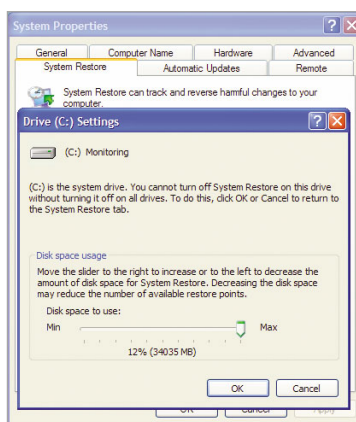 System Properties
General Computer Name Hardware Advanced
System Restore Automatic Updates Remote
System Restore can track and reverse harmful changes to your
computer.
Drive (C:) Settings
(C:) Monitoring
(C:) is the system drive. You cannot turn off System Restore on this drive
without turning it off on all drives. To do this, click OK or Cancel to return to
the System Restore tab.
Disk space usage
Move the slider to the right to increase or to the left to decrease the
amount of disk space for System Restore. Decreasing the disk space
may reduce the number of available restore points.
Disk space to use:
Min Max
12% (34035 MB)
OK Cancel
OK Cancel Apply